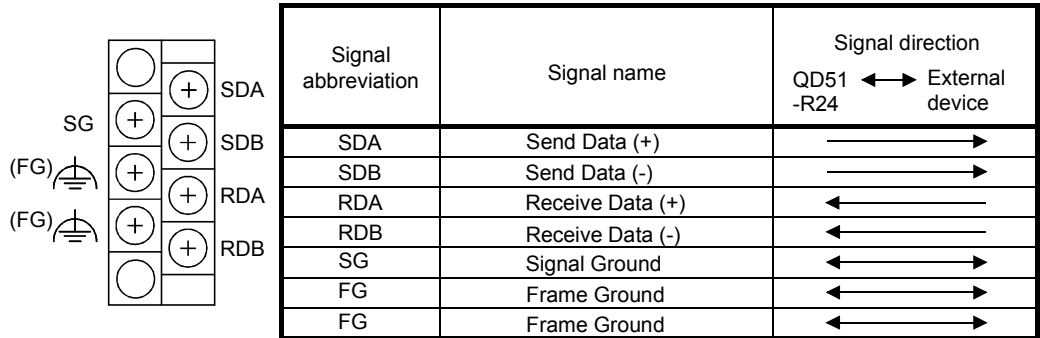 SG
(FG)
(FG)
SDA
SDB
RDA
RDB
Signal abbreviation
Signal name
Signal direction
QD51 -R24
External device
SDA Send Data (+)
SDB Send Data (-)
RDA Receive Data (+)
RDB Receive Data (-)
SG Signal Ground
FG Frame Ground
FG Frame Ground